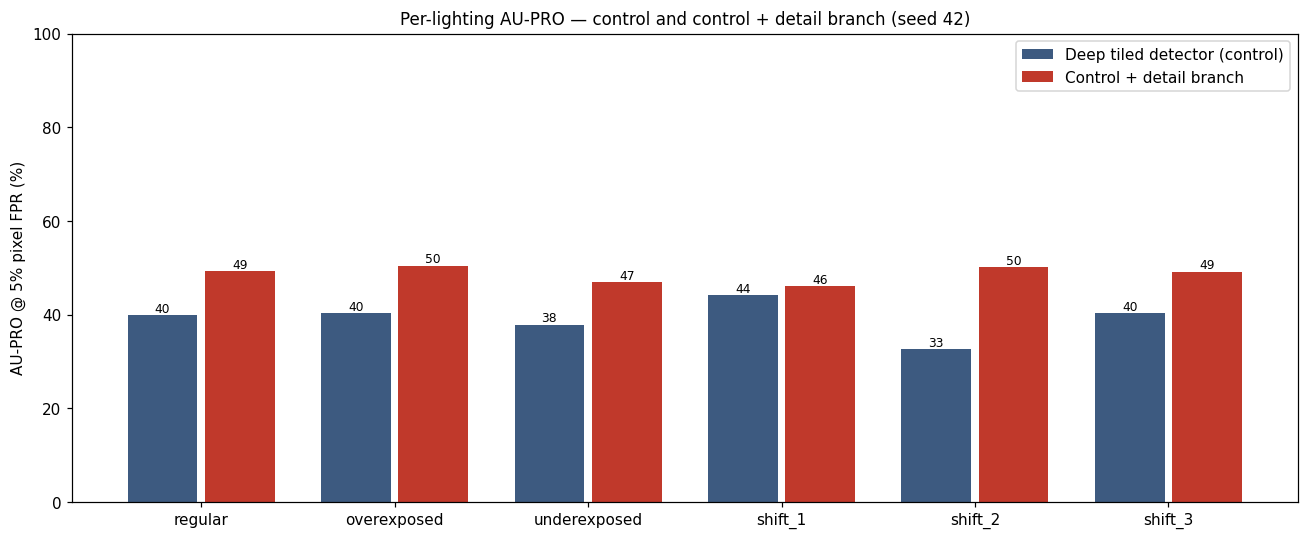 Per-lighting AU-PRO — control and control + detail branch (seed 42)
AU-PRO @ 5% pixel FPR (%)
100
80
60
40
20
0
Deep tiled detector (control)
Control + detail branch
40 49 40 50 38 47 44 46 33 50 40 49
regular overexposed underexposed shift_1 shift_2 shift_3